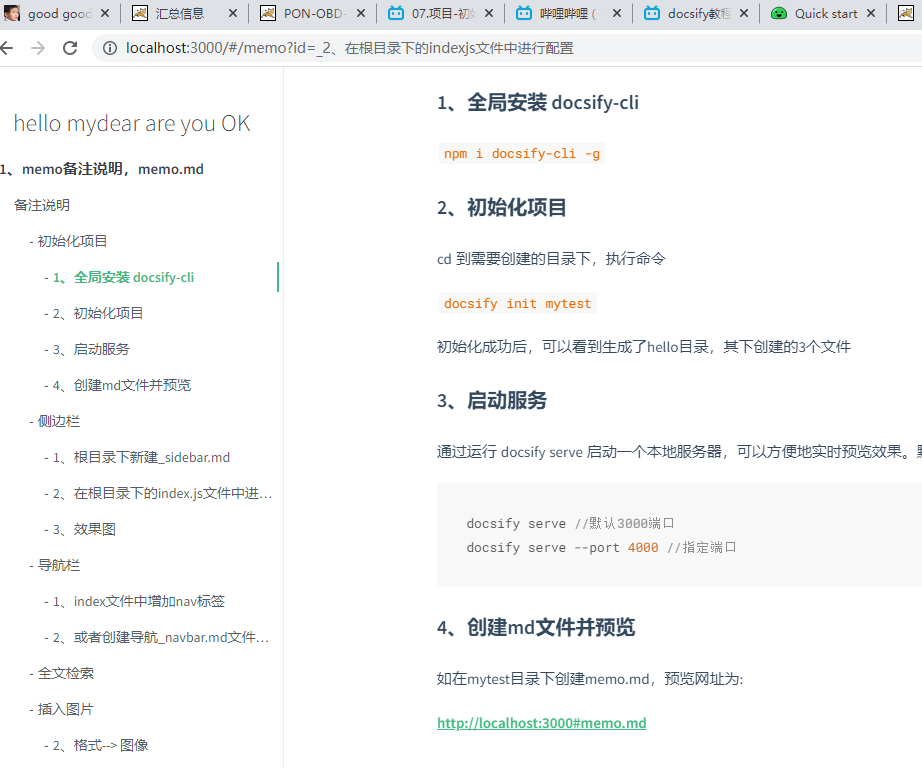 good good
汇总信息
PON-OBD-
07.项目-初始
哔哩哔哩 (
docsify教程
Quick start
localhost:3000/#/memo?id=_2、在根目录下的indexjs文件中进行配置
hello mydear are you OK
1、memo备注说明，memo.md
备注说明
- 初始化项目
- 1、全局安装 docsify-cli
- 2、初始化项目
- 3、启动服务
- 4、创建md文件并预览
- 侧边栏
- 1、根目录下新建_sidebar.md
- 2、在根目录下的index.js文件中进…
- 3、效果图
- 导航栏
- 1、index文件中增加nav标签
- 2、或者创建导航_navbar.md文件…
- 全文检索
- 插入图片
- 2、格式--> 图像
1、全局安装 docsify-cli
npm i docsify-cli -g
2、初始化项目
cd 到需要创建的目录下，执行命令
docsify init mytest
初始化成功后，可以看到生成了hello目录，其下创建的3个文件
3、启动服务
通过运行 docsify serve 启动一个本地服务器，可以方便地实时预览效果。
docsify serve //默认3000端口
docsify serve --port 4000 //指定端口
4、创建md文件并预览
如在mytest目录下创建memo.md，预览网址为:
http://localhost:3000#memo.md